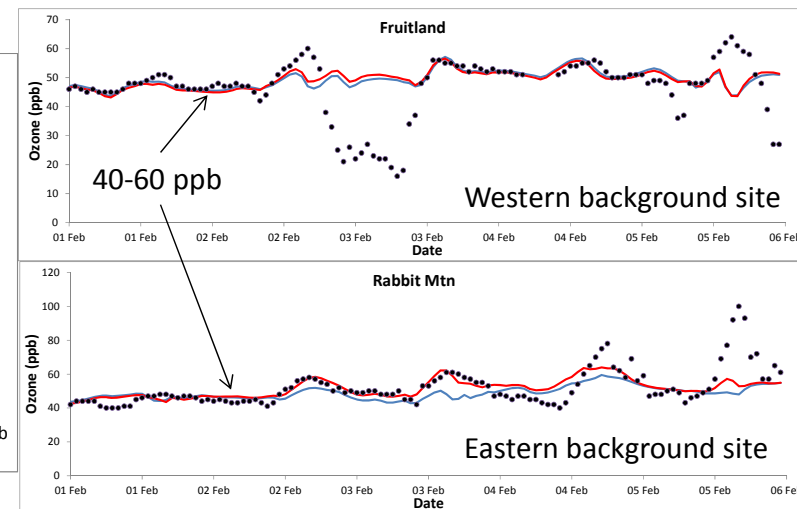 Fruitland
70
60
50
40
30
20
10
0
Ozone (ppb)
40-60 ppb
Western background site
01 Feb 01 Feb 02 Feb 02 Feb 03 Feb 03 Feb 04 Feb 04 Feb 05 Feb 05 Feb 06 Feb
Date
Rabbit Mtn
120
100
80
60
40
20
0
Ozone (ppb)
b
Eastern background site
01 Feb 01 Feb 02 Feb 02 Feb 03 Feb 03 Feb 04 Feb 04 Feb 05 Feb 05 Feb 06 Feb
Date